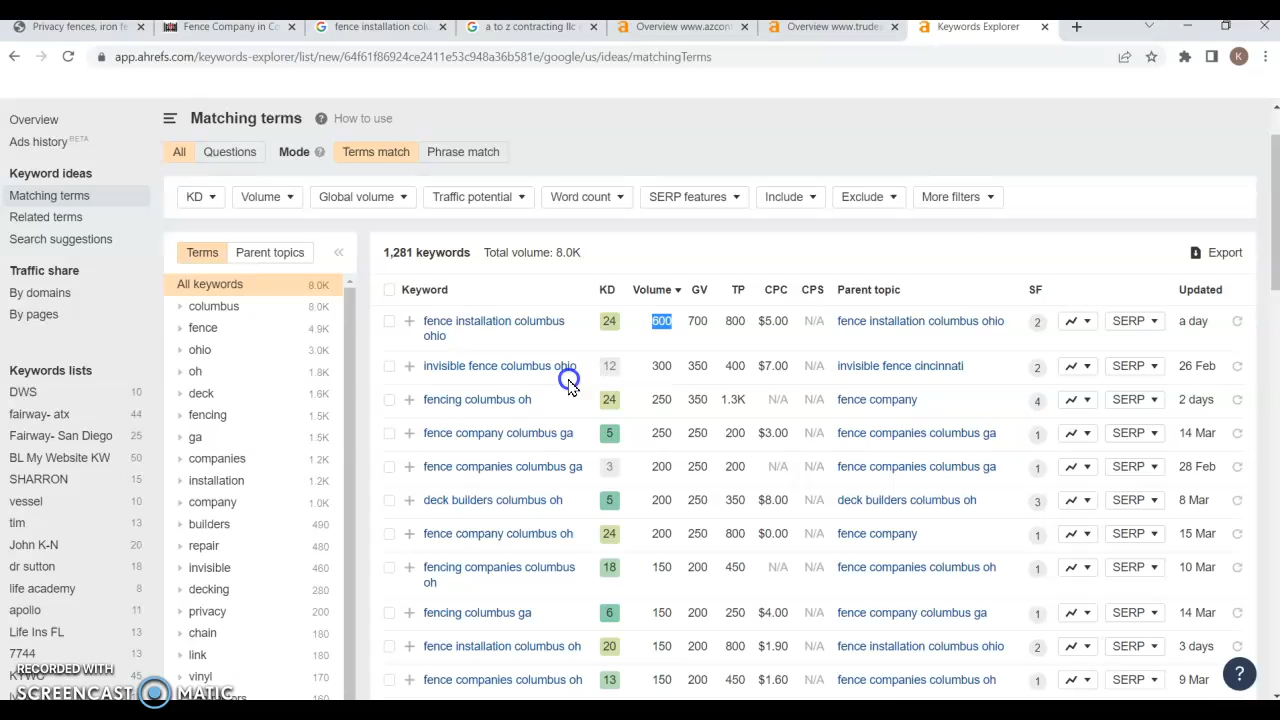 Privacy fences, iron fe
Fence Company in Co
fence installation colu
a to z contracting llc
Overview www.azcont
Overview www.trude
Keywords Explorer
app.ahrefs.com/keywords-explorer/list/new/64f61f86924ce2411e53c948a36b581e/google/us/ideas/matchingTerms
K
Overview
Ads history BETA
Keyword ideas
Matching terms
Related terms
Search suggestions
Traffic share
By domains
By pages
Keywords lists
DWS 10
fairway- atx 44
Fairway- San Diego 25
BL My Website KW 50
SHARRON 15
vessel 10
tim 13
John K-N 20
dr sutton 18
life academy 8
apollo 11
Life Ins FL 13
7744 13
KYWC
RECORDED WITH
SCREENCAST MATIC
Matching terms ? How to use
All Questions Mode ? Terms match Phrase match
KD Volume Global volume Traffic potential Word count SERP features Include Exclude More filters
Terms Parent topics «
All keywords 8.0K
columbus 8.0K
fence 4.9K
ohio 3.0K
oh 1.8K
deck 1.6K
fencing 1.5K
ga 1.5K
companies 1.2K
installation 1.2K
company 1.0K
builders 490
repair 480
invisible 460
decking 280
privacy 200
chain 180
link 180
vinyl 170
1,281 keywords Total volume: 8.0K Export
Keyword KD Volume GV TP CPC CPS Parent topic SF Updated
fence installation columbus ohio 24 600 700 800 $5.00 N/A fence installation columbus ohio 2 SERP a day
invisible fence columbus ohio 12 300 350 400 $7.00 N/A invisible fence cincinnati 2 SERP 26 Feb
fencing columbus oh 24 250 350 1.3K N/A N/A fence company 4 SERP 2 days
fence company columbus ga 5 250 250 200 $3.00 N/A fence companies columbus ga 1 SERP 14 Mar
fence companies columbus ga 3 200 250 200 N/A N/A fence companies columbus ga 1 SERP 28 Feb
deck builders columbus oh 5 200 250 350 $8.00 N/A deck builders columbus oh 3 SERP 8 Mar
fence company columbus oh 24 200 250 800 $0.00 N/A fence company 1 SERP 15 Mar
fencing companies columbus oh 18 150 200 450 N/A N/A fence companies columbus oh 1 SERP 10 Mar
fencing columbus ga 6 150 200 250 $4.00 N/A fence company columbus ga 1 SERP 14 Mar
fence installation columbus oh 20 150 200 800 $1.90 N/A fence installation columbus ohio 2 SERP 3 days
fence companies columbus oh 13 150 200 450 $1.60 N/A fence companies columbus oh 1 SERP 9 Mar
?